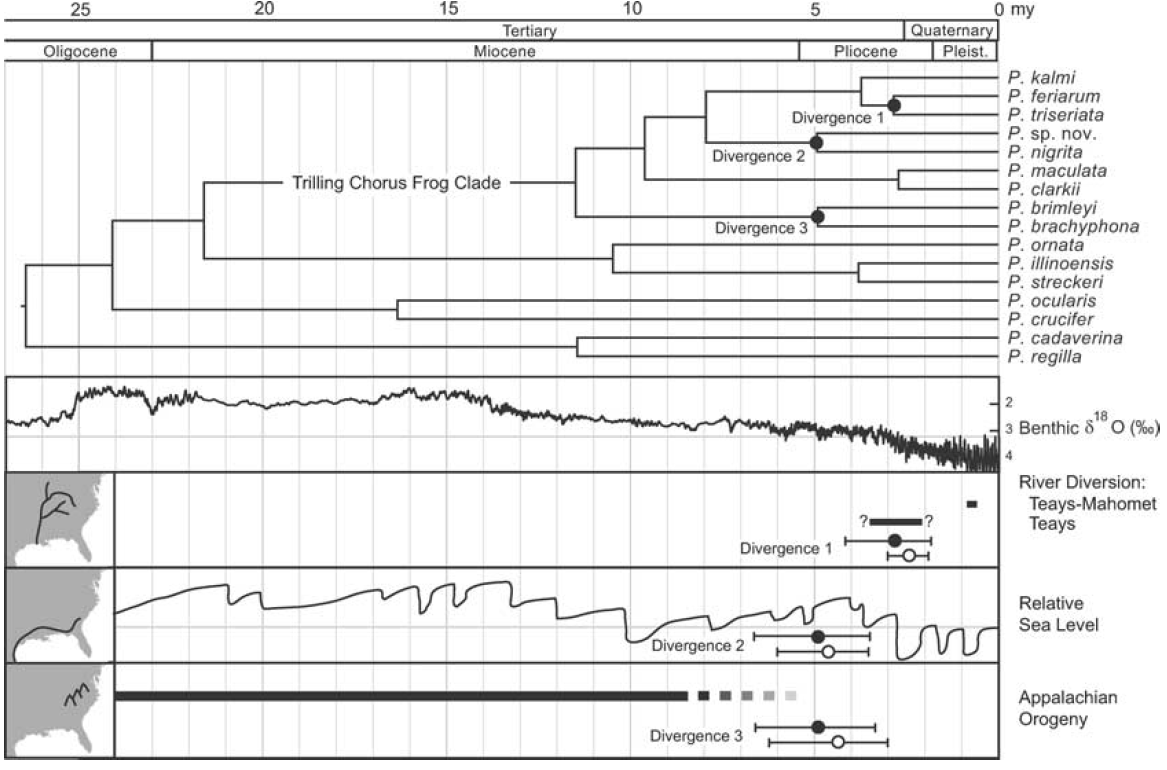 25 20 15 10 5 0 my
Tertiary Quaternary
Oligocene Miocene Pliocene Pleist.
P. kalmi
P. feriarum
Divergence 1 P. triseriata
P. sp. nov.
Divergence 2 P. nigrita
P. maculata
Trilling Chorus Frog Clade P. clarkii
P. brimleyi
Divergence 3 P. brachyphona
P. ornata
P. illinoensis
P. streckeri
P. ocularis
P. crucifer
P. cadaverina
P. regilla
2
3 Benthic δ18O (‰)
4
River Diversion:
Teays-Mahomet
? ? Teays
Divergence 1
Relative
Sea Level
Divergence 2
Appalachian
Orogeny
Divergence 3